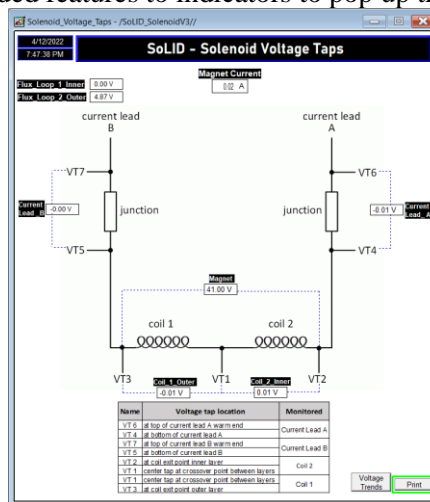 ded features to indicators to pop up t
Solenoid_Voltage_Taps - /SoLID_SolenoidV3//
4/12/2022
7:47:38 PM
SoLID - Solenoid Voltage Taps
Flux_Loop_1_Inner 0.00 V
Flux_Loop_2_Outer 4.87 V
Magnet Current
0.02 A
current lead
B
current lead
A
VT7
VT6
Current
Lead_B
-0.00 V
junction
junction
-0.01 V
Current
Lead_A
VT5
VT4
Magnet
41.00 V
coil 1
coil 2
VT3
Coil_1_Outer
-0.01 V
VT1
Coil_2_Inner
0.01 V
VT2
Name Voltage tap location Monitored
VT 6 at top of current lead A warm end Current Lead A
VT 4 at bottom of current lead A
VT 7 at top of current lead B warm end Current Lead B
VT 5 at bottom of current lead B
VT 2 at coil exit point inner layer Coil 2
VT 1 center tap at crossover point between layers
VT 1 center tap at crossover point between layers Coil 1
VT 3 at coil exit point outer layer
Voltage
Trends
Print